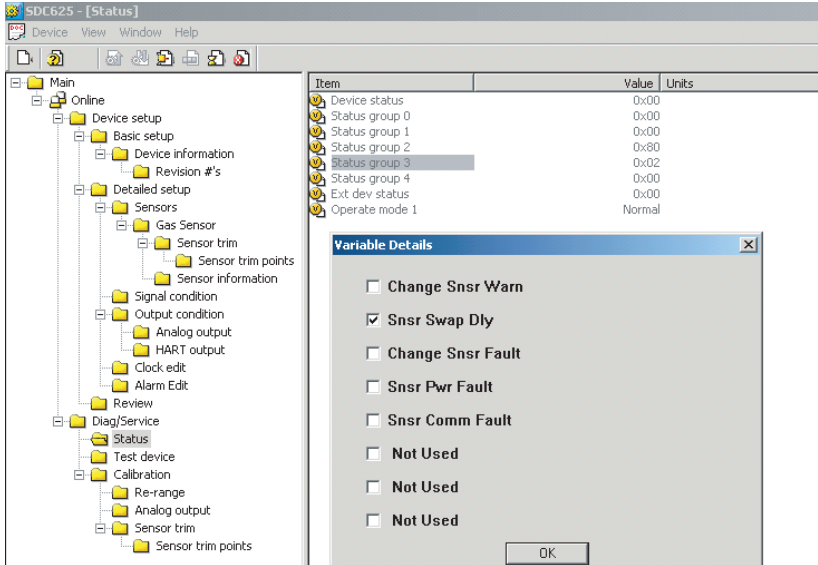 SDC625 - [Status]
Device View Window Help
Main
Online
Device setup
Basic setup
Device information
Revision #'s
Detailed setup
Sensors
Gas Sensor
Sensor trim
Sensor trim points
Sensor information
Signal condition
Output condition
Analog output
HART output
Clock edit
Alarm Edit
Review
Diag/Service
Status
Test device
Calibration
Re-range
Analog output
Sensor trim
Sensor trim points
Item Value Units
Device status 0x00
Status group 0 0x00
Status group 1 0x00
Status group 2 0x80
Status group 3 0x02
Status group 4 0x00
Ext dev status 0x00
Operate mode 1 Normal
Variable Details
Change Snsr Warn
Snsr Swap Dly
Change Snsr Fault
Snsr Pwr Fault
Snsr Comm Fault
Not Used
Not Used
Not Used
OK